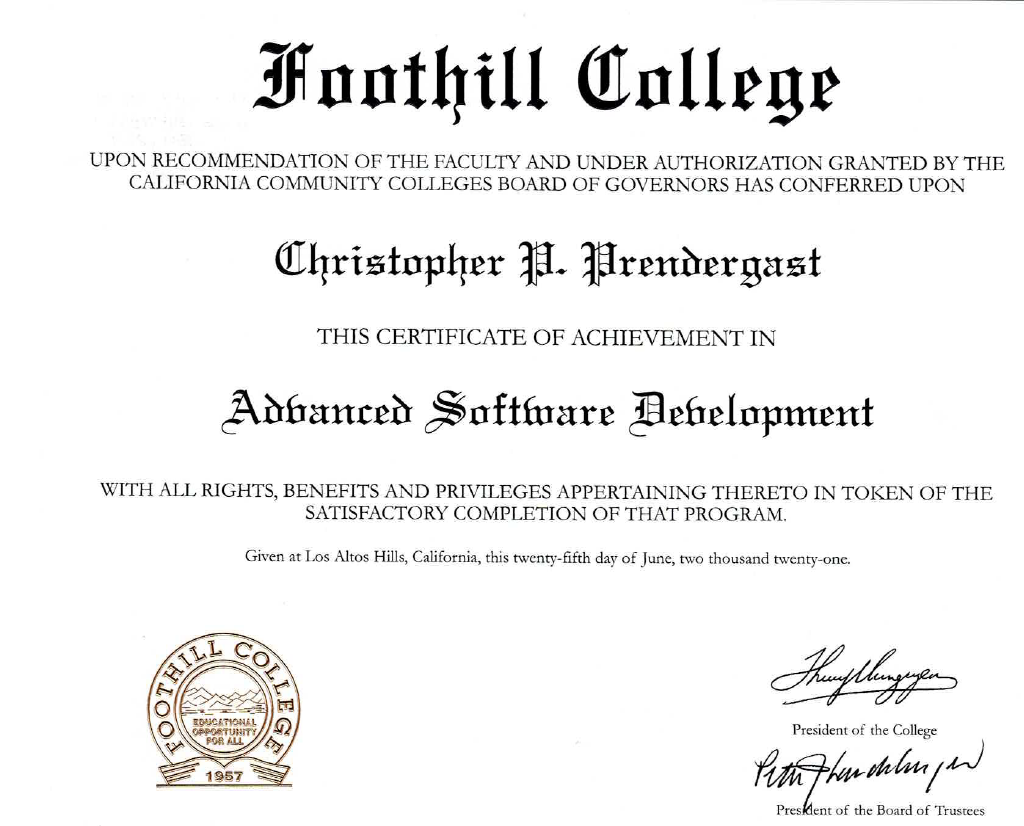 Foothill College
UPON RECOMMENDATION OF THE FACULTY AND UNDER AUTHORIZATION GRANTED BY THE
CALIFORNIA COMMUNITY COLLEGES BOARD OF GOVERNORS HAS CONFERRED UPON
Christopher P. Prendergast
THIS CERTIFICATE OF ACHIEVEMENT IN
Advanced Software Development
WITH ALL RIGHTS, BENEFITS AND PRIVILEGES APPERTAINING THERETO IN TOKEN OF THE
SATISFACTORY COMPLETION OF THAT PROGRAM.
Given at Los Altos Hills, California, this twenty-fifth day of June, two thousand twenty-one.
FOOTHILL COLLEGE
EDUCATIONAL
OPPORTUNITY
FOR ALL
1957
President of the College
President of the Board of Trustees